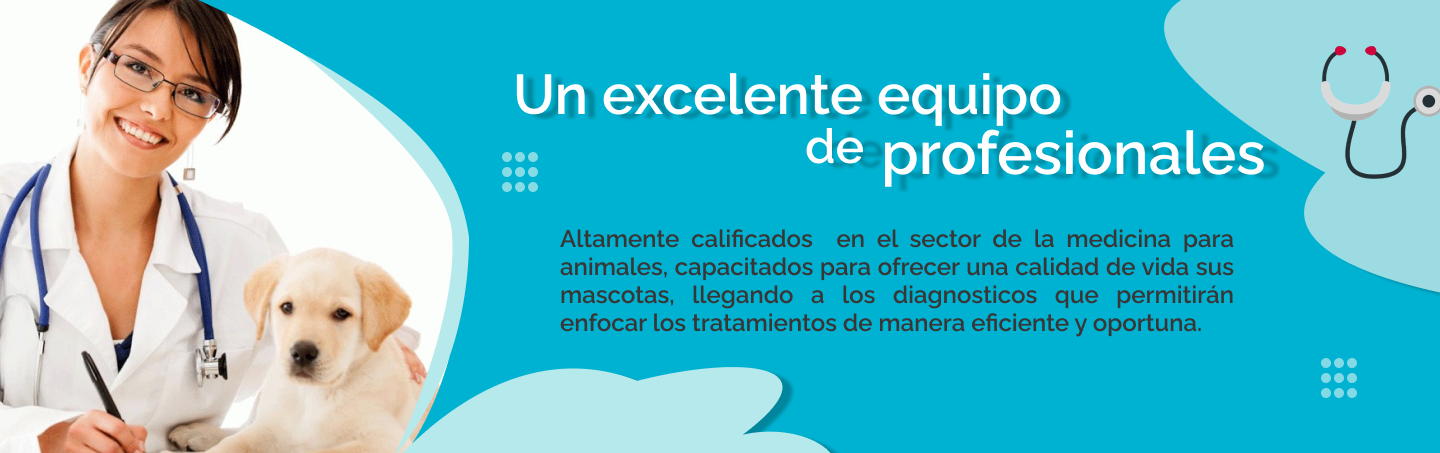 Un excelente equipo
de profesionales
Altamente calificados en el sector de la medicina para
animales, capacitados para ofrecer una calidad de vida sus
mascotas, llegando a los diagnosticos que permitirán
enfocar los tratamientos de manera eficiente y oportuna.